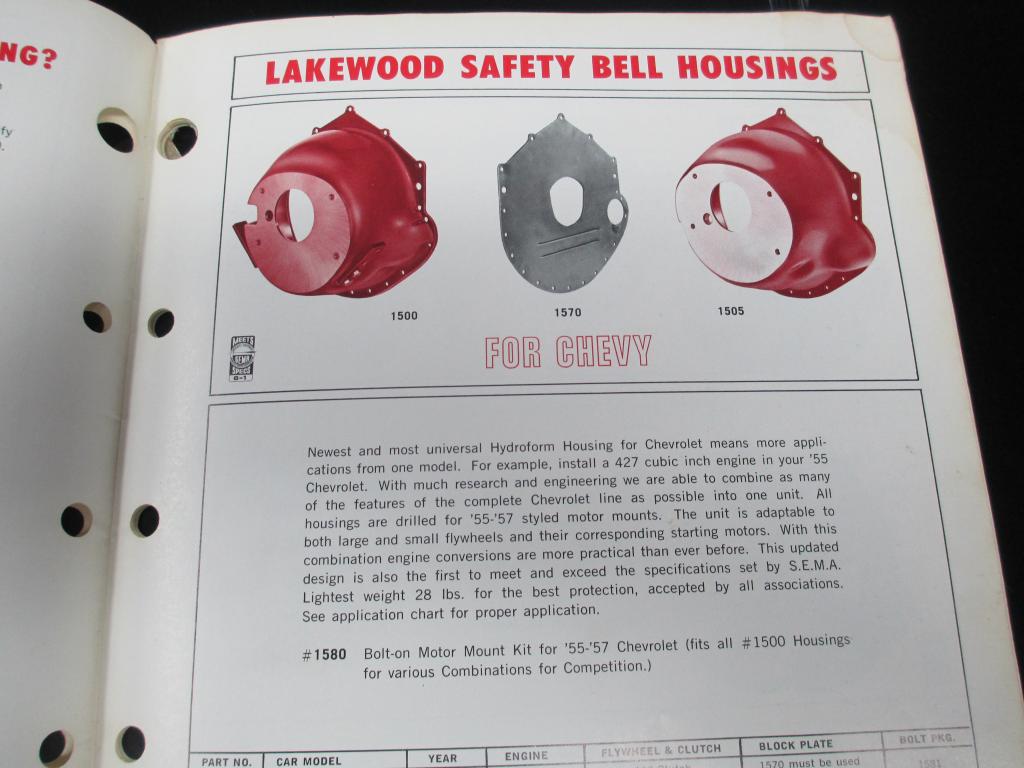 NG?
fy
LAKEWOOD SAFETY BELL HOUSINGS
1500
1570
1505
MEETS
SEMA
SPECS
6-1
FOR CHEVY
Newest and most universal Hydroform Housing for Chevrolet means more appli-
cations from one model. For example, install a 427 cubic inch engine in your '55
Chevrolet. With much research and engineering we are able to combine as many
of the features of the complete Chevrolet line as possible into one unit. All
housings are drilled for '55-'57 styled motor mounts. The unit is adaptable to
both large and small flywheels and their corresponding starting motors. With this
combination engine conversions are more practical than ever before. This updated
design is also the first to meet and exceed the specifications set by S.E.M.A.
Lightest weight 28 lbs. for the best protection, accepted by all associations.
See application chart for proper application.
#1580 Bolt-on Motor Mount Kit for '55-'57 Chevrolet (fits all #1500 Housings
for various Combinations for Competition.)
PART NO. CAR MODEL YEAR ENGINE FLYWHEEL & CLUTCH BLOCK PLATE BOLT PKG.
Clutch 1570 must be used 1581